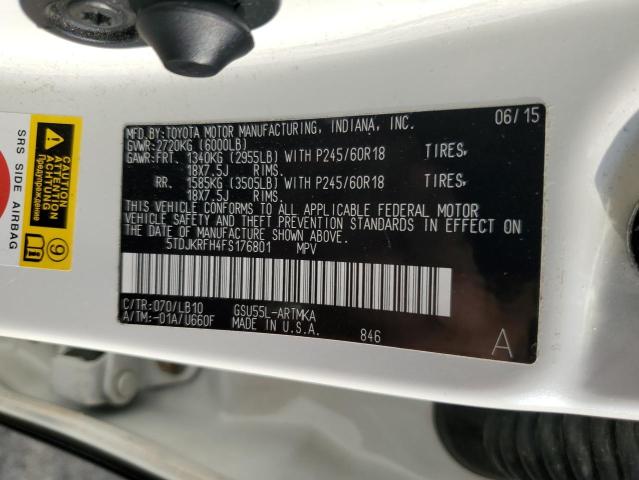 MFD.BY:TOYOTA MOTOR MANUFACTURING, INDIANA, INC. 06/15
GVWR:2720KG (6000LB)
GAWR:FRT. 1340KG (2955LB) WITH P245/60R18 TIRES,
18X7.5J RIMS.
RR. 1585KG (3505LB) WITH P245/60R18 TIRES,
18X7.5J RIMS.
THIS VEHICLE CONFORMS TO ALL APPLICABLE FEDERAL MOTOR
VEHICLE SAFETY AND THEFT PREVENTION STANDARDS IN EFFECT ON
THE DATE OF MANUFACTURE SHOWN ABOVE.
5TDJKRFH4FS176801 MPV
C/TR:070/LB10 GSU55L-ARTMKA
A/TM:-01A/U660F MADE IN U.S.A. 846
A
SRS SIDE AIRBAG
CAUTION
ATTENTION
Предупреждение
9